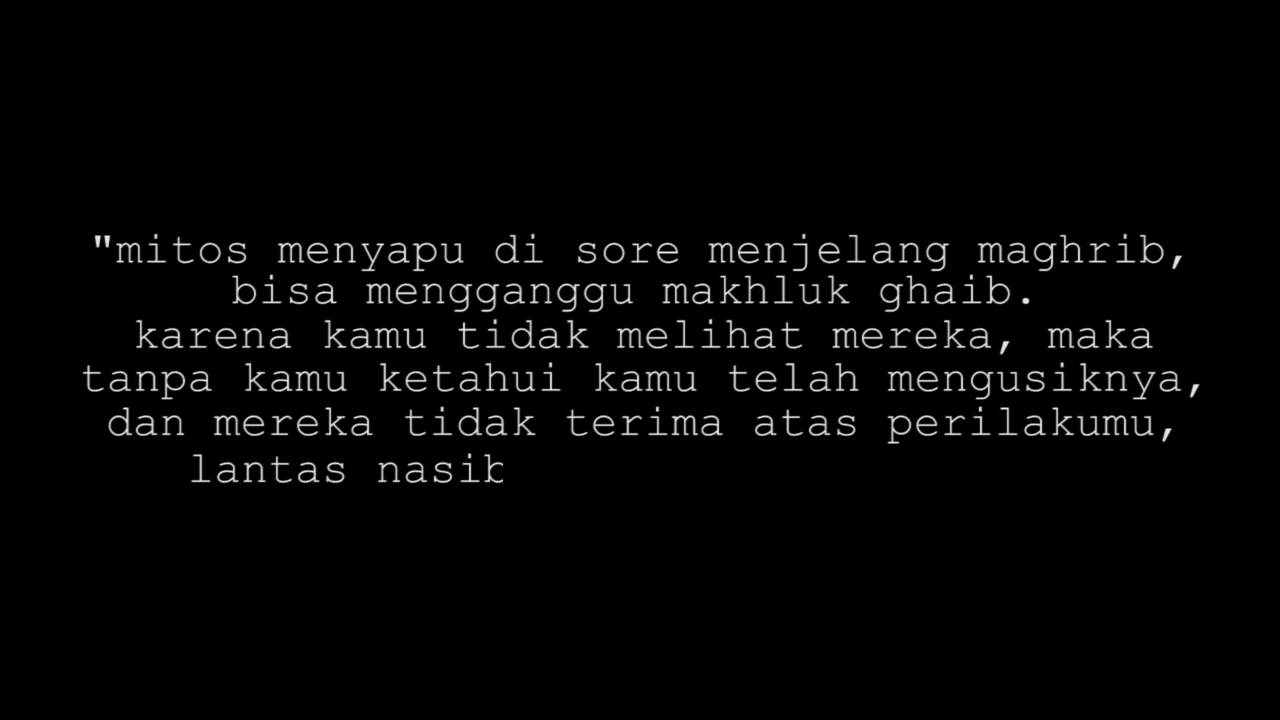 "mitos menyapu di sore menjelang maghrib,
bisa mengganggu makhluk ghaib.
karena kamu tidak melihat mereka, maka
tanpa kamu ketahui kamu telah mengusiknya,
dan mereka tidak terima atas perilakumu,
lantas nasib